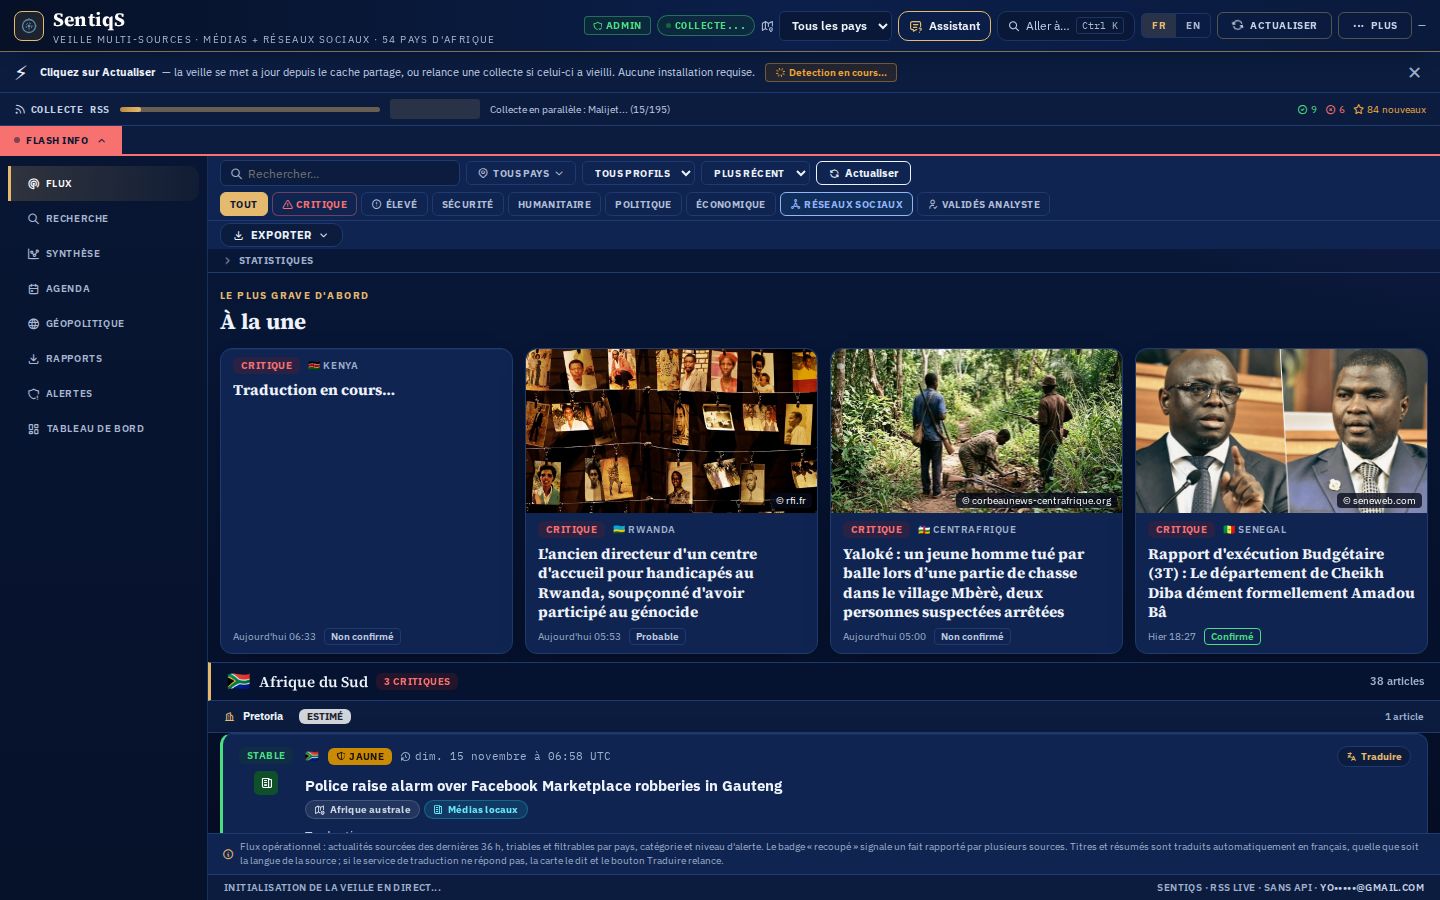 SentiqS
VEILLE MULTI-SOURCES · MÉDIAS + RÉSEAUX SOCIAUX · 54 PAYS D'AFRIQUE
ADMIN
COLLECTE...
Tous les pays
Assistant
Aller à... Ctrl K
FR EN
ACTUALISER
··· PLUS
Cliquez sur Actualiser — la veille se met a jour depuis le cache partage, ou relance une collecte si celui-ci a vieilli. Aucune installation requise.
Detection en cours...
COLLECTE RSS
Collecte en parallèle : Malijet... (15/195)
9 6 84 nouveaux
FLASH INFO
FLUX
RECHERCHE
SYNTHÈSE
AGENDA
GÉOPOLITIQUE
RAPPORTS
ALERTES
TABLEAU DE BORD
Rechercher...
TOUS PAYS
TOUS PROFILS
PLUS RÉCENT
Actualiser
TOUT
CRITIQUE
ÉLEVÉ
SÉCURITÉ
HUMANITAIRE
POLITIQUE
ÉCONOMIQUE
RÉSEAUX SOCIAUX
VALIDÉS ANALYSTE
EXPORTER
STATISTIQUES
LE PLUS GRAVE D'ABORD
À la une
CRITIQUE KENYA
Traduction en cours...
Aujourd'hui 06:33 Non confirmé
© rfi.fr
CRITIQUE RWANDA
L'ancien directeur d'un centre
d'accueil pour handicapés au
Rwanda, soupçonné d'avoir
participé au génocide
Aujourd'hui 05:53 Probable
© corbeaunews-centrafrique.org
CRITIQUE CENTRAFRIQUE
Yaloké : un jeune homme tué par
balle lors d’une partie de chasse
dans le village Mbèrè, deux
personnes suspectées arrêtées
Aujourd'hui 05:00 Non confirmé
© seneweb.com
CRITIQUE SENEGAL
Rapport d'exécution Budgétaire
(3T) : Le département de Cheikh
Diba dément formellement Amadou
Bâ
Hier 18:27 Confirmé
Afrique du Sud 3 CRITIQUES 38 articles
Pretoria ESTIMÉ 1 article
STABLE JAUNE dim. 15 novembre à 06:58 UTC Traduire
Police raise alarm over Facebook Marketplace robberies in Gauteng
Afrique australe Médias locaux
Flux opérationnel : actualités sourcées des dernières 36 h, triables et filtrables par pays, catégorie et niveau d'alerte. Le badge « recoupé » signale un fait rapporté par plusieurs sources. Titres et résumés sont traduits automatiquement en français, quelle que soit
la langue de la source ; si le service de traduction ne répond pas, la carte le dit et le bouton Traduire relance.
INITIALISATION DE LA VEILLE EN DIRECT...
SENTIQS · RSS LIVE · SANS API · YO•••••@GMAIL.COM